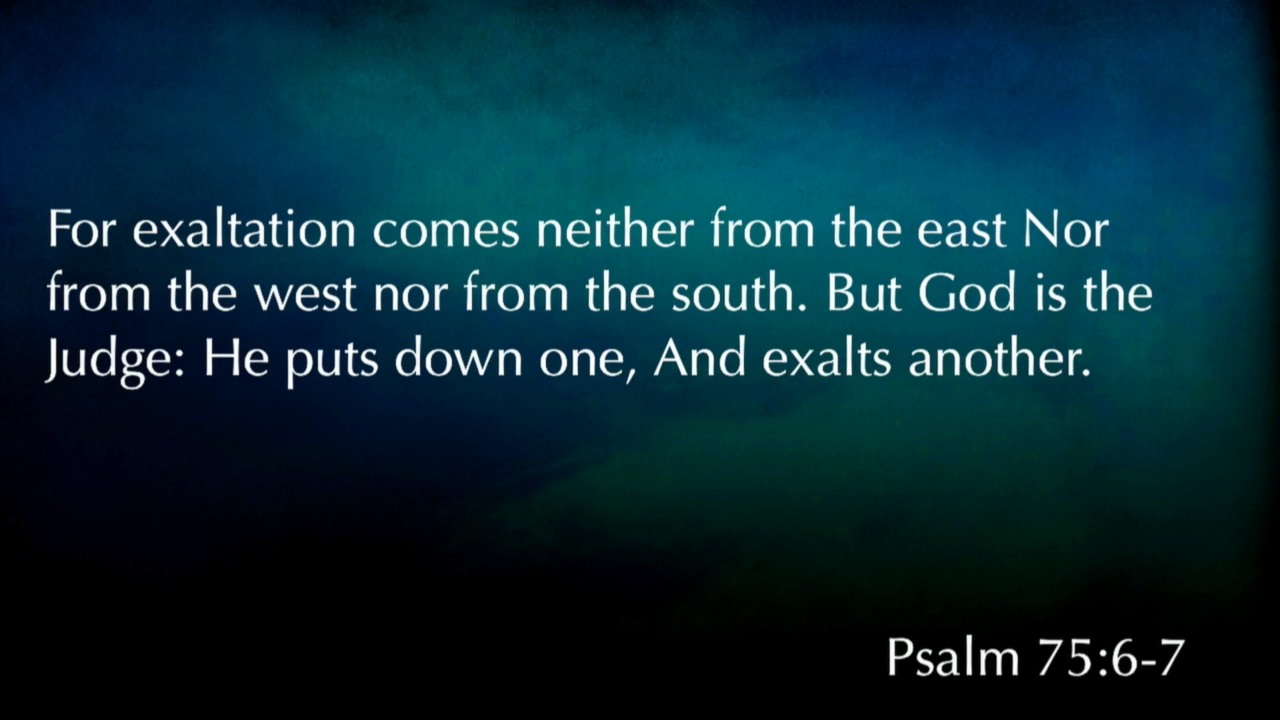 For exaltation comes neither from the east Nor
from the west nor from the south. But God is the
Judge: He puts down one, And exalts another.
Psalm 75:6-7